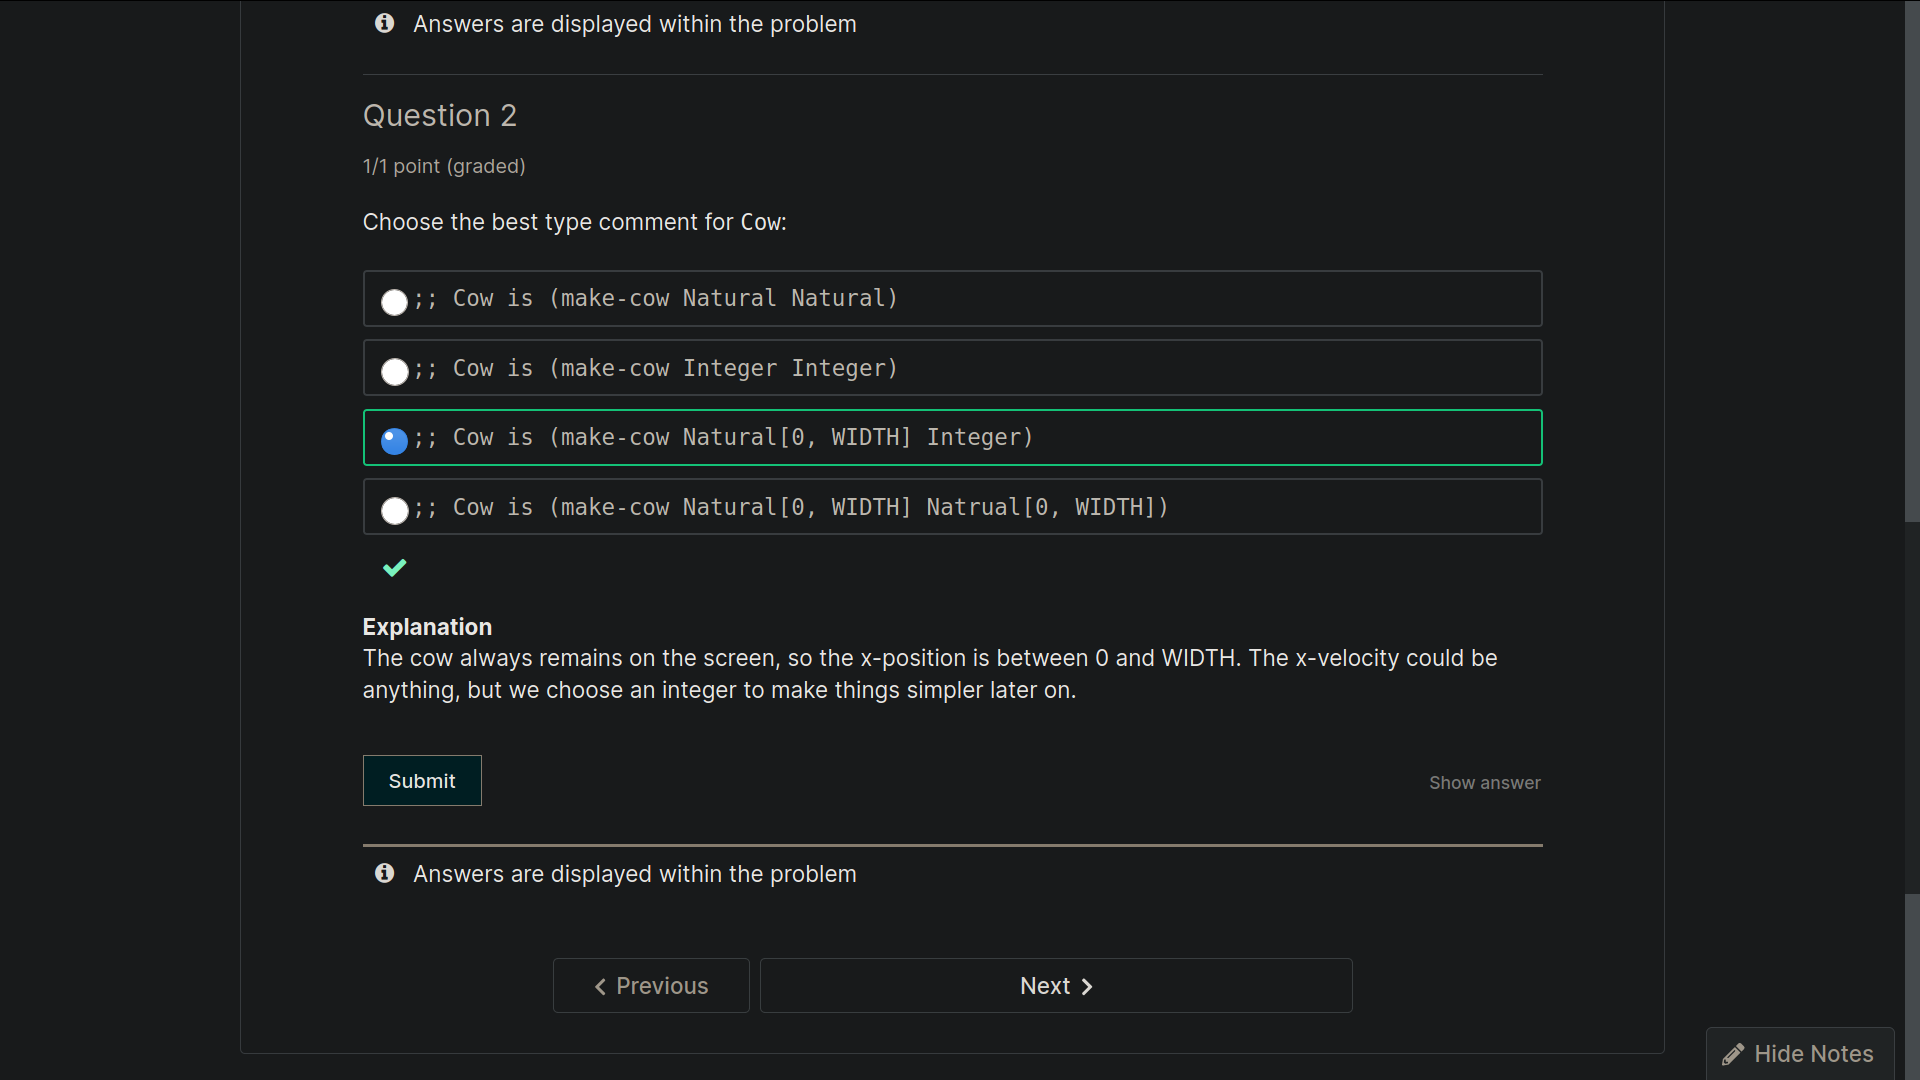 Answers are displayed within the problem
Question 2
1/1 point (graded)
Choose the best type comment for Cow:
;; Cow is (make-cow Natural Natural)
;; Cow is (make-cow Integer Integer)
;; Cow is (make-cow Natural[0, WIDTH] Integer)
;; Cow is (make-cow Natural[0, WIDTH] Natrual[0, WIDTH])
Explanation
The cow always remains on the screen, so the x-position is between 0 and WIDTH. The x-velocity could be
anything, but we choose an integer to make things simpler later on.
Submit
Show answer
Answers are displayed within the problem
Previous
Next
Hide Notes